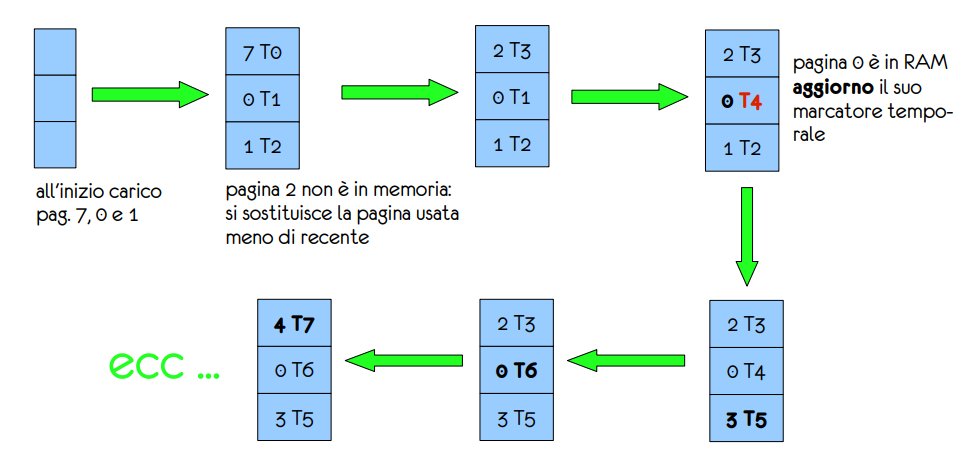 7 T0
0 T1
1 T2
2 T3
0 T1
1 T2
2 T3
0 T4
1 T2
pagina 0 è in RAM
aggiorno il suo
marcatore tempo-
rale
all'inizio carico
pag. 7, 0 e 1
pagina 2 non è in memoria:
si sostituisce la pagina usata
meno di recente
2 T3
0 T4
3 T5
2 T3
0 T6
3 T5
4 T7
0 T6
3 T5
ecc ...